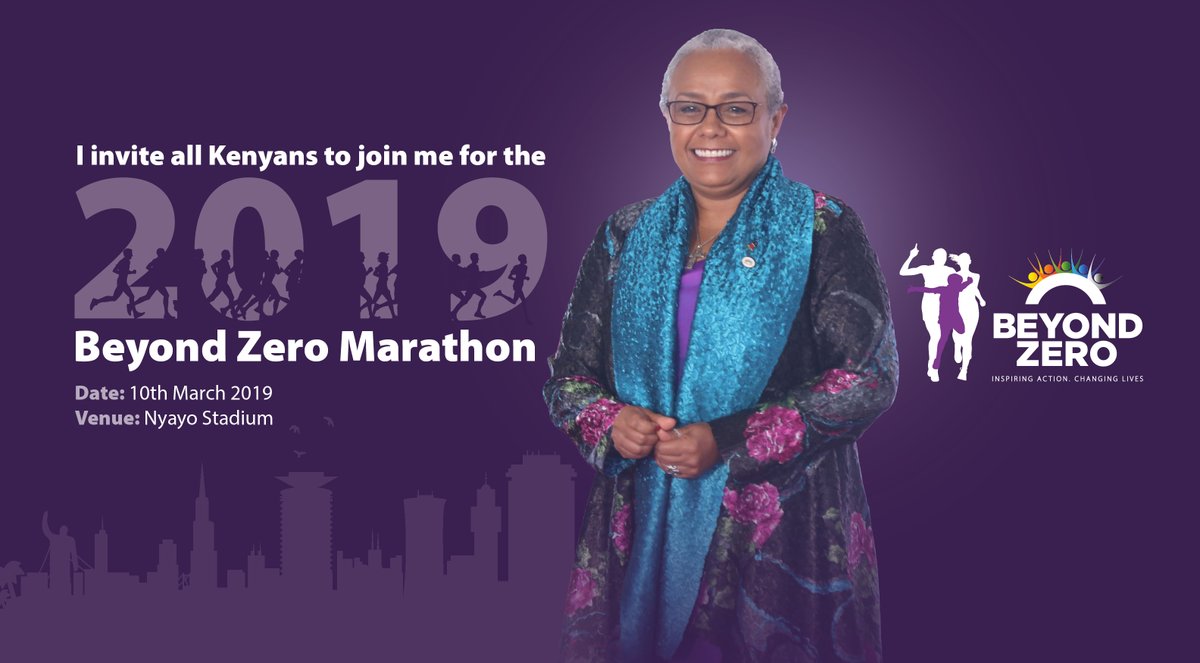 I invite all Kenyans to join me for the
2019
Beyond Zero Marathon
Date: 10th March 2019
Venue: Nyayo Stadium
BEYOND
ZERO
INSPIRING ACTION. CHANGING LIVES